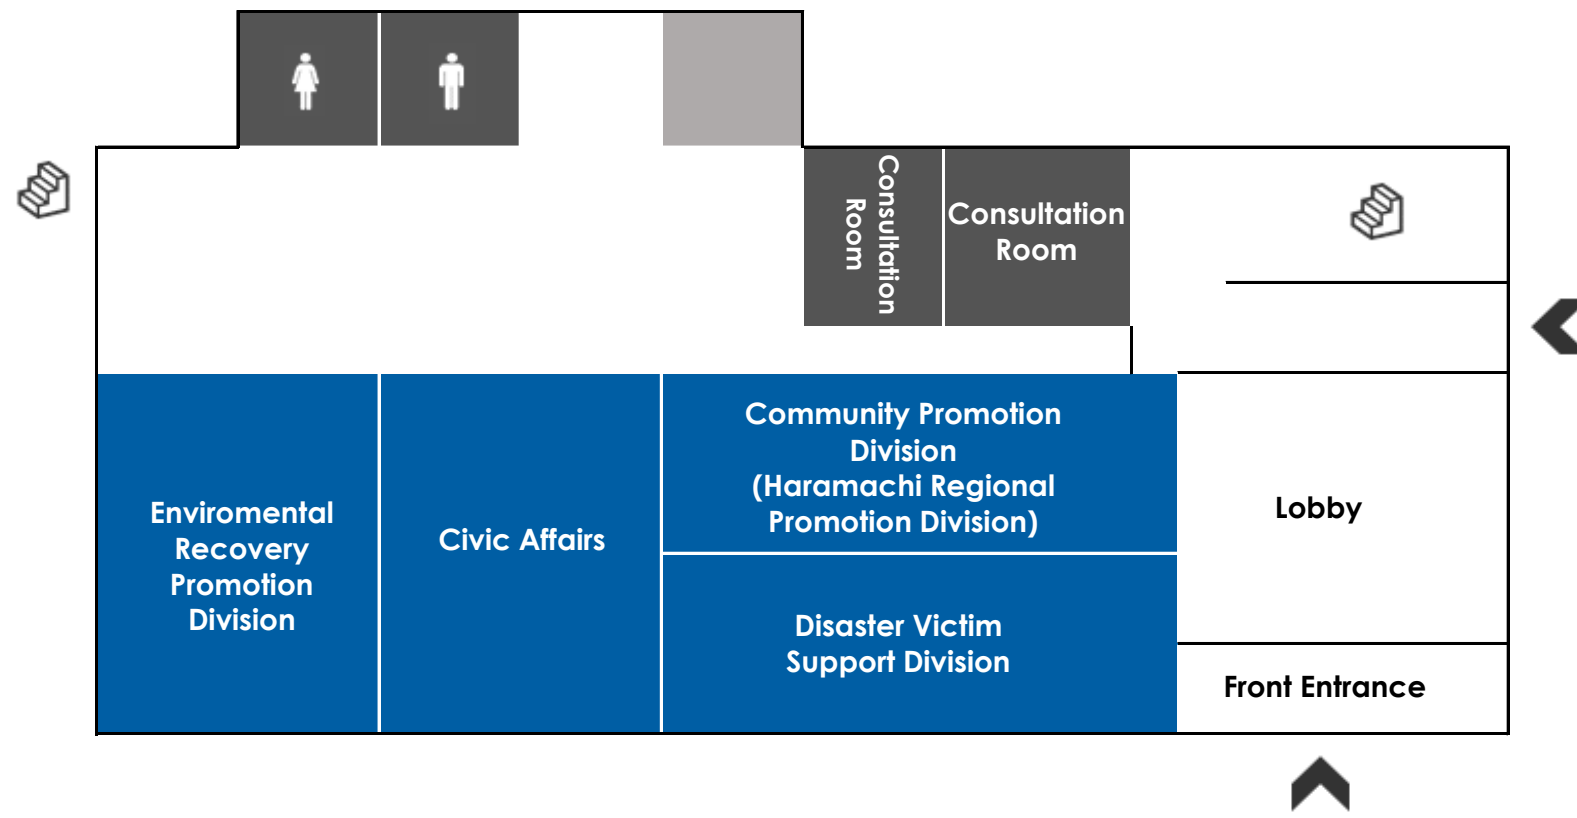 Consultation
Room
Consultation
Room
Community Promotion
Division
(Haramachi Regional
Promotion Division)
Enviromental
Recovery
Promotion
Division
Civic Affairs
Lobby
Disaster Victim
Support Division
Front Entrance